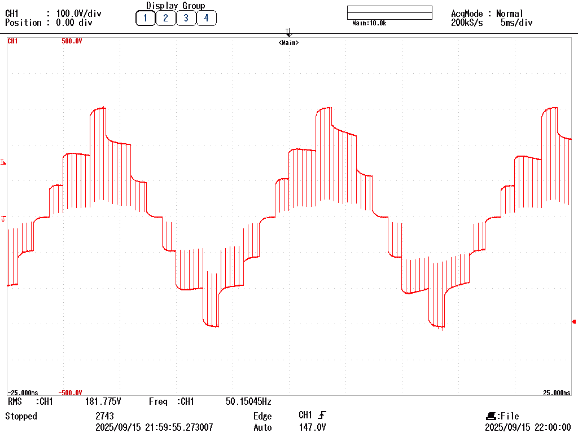 Display Group
CH1 : 100.0V/div
Position : 0.00 div
1 2 3 4
Main:10.0k
AcqMode : Normal
200kS/s 5ms/div
<Main>
CH1 500.0V
-25.000ms -500.0V 25.000ms
RMS :CH1 181.775V Freq :CH1 50.15045Hz
Stopped 2743 Edge CH1 :File
2025/09/15 21:59:55.273007 Auto 147.0V 2025/09/15 22:00:00